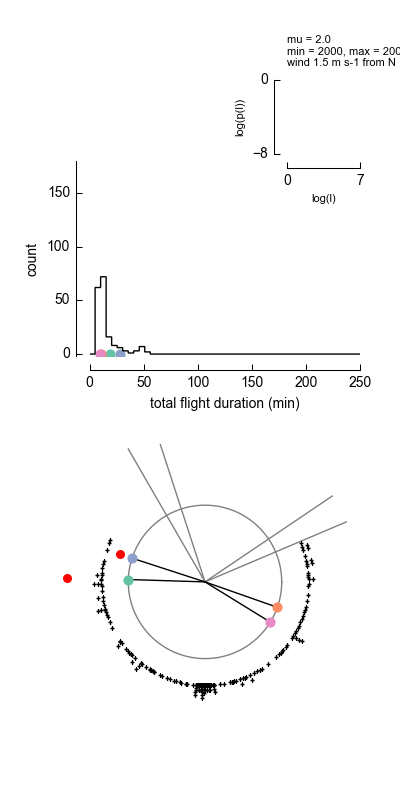 mu = 2.0
min = 2000, max = 200
wind 1.5 m s-1 from N
0
log(p(l))
−8
0 7
log(l)
150
count
100
50
0
0 50 100 150 200 250
total flight duration (min)